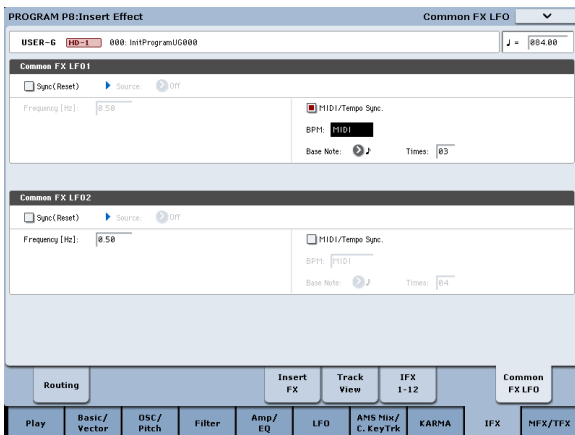 PROGRAM P8:Insert Effect Common FX LFO
USER-G HD-1 000: InitProgramUG000 ♩ = 084.00
Common FX LFO1
Sync(Reset) Source: Off
Frequency [Hz]: 0.50 MIDI/Tempo Sync.
BPM: MIDI
Base Note: ♪ Times: 03
Common FX LFO2
Sync(Reset) Source: Off
Frequency [Hz]: 0.50 MIDI/Tempo Sync.
BPM: MIDI
Base Note: ♪ Times: 04
Routing Insert FX Track View IFX 1-12 Common FX LFO
Play Basic/Vector OSC/Pitch Filter Amp/EQ LFO AMS Mix/C. KeyTrk KARMA IFX MFX/TFX